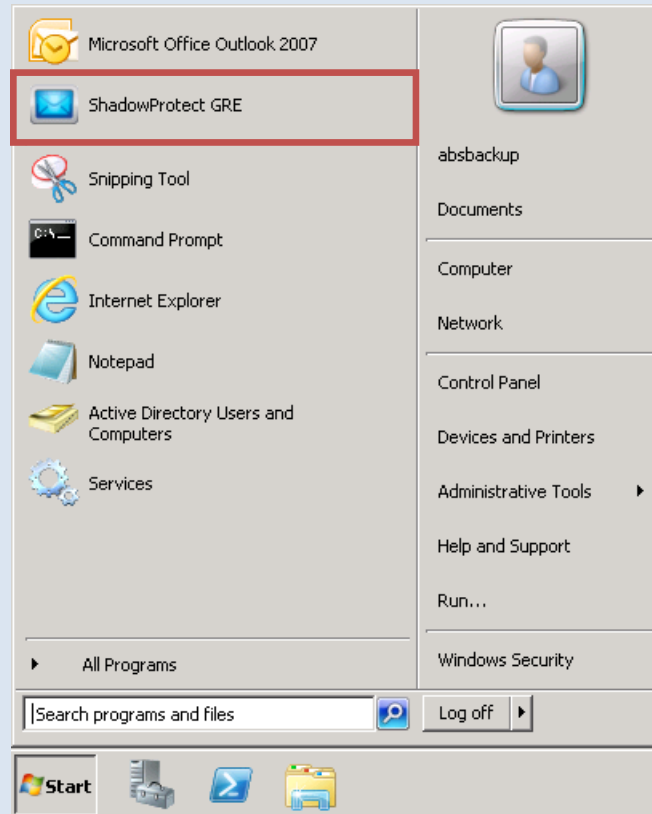 Microsoft Office Outlook 2007
ShadowProtect GRE
Snipping Tool
C:\
Command Prompt
Internet Explorer
Notepad
Active Directory Users and
Computers
Services
All Programs
Search programs and files
absbackup
Documents
Computer
Network
Control Panel
Devices and Printers
Administrative Tools
Help and Support
Run...
Windows Security
Log off
Start